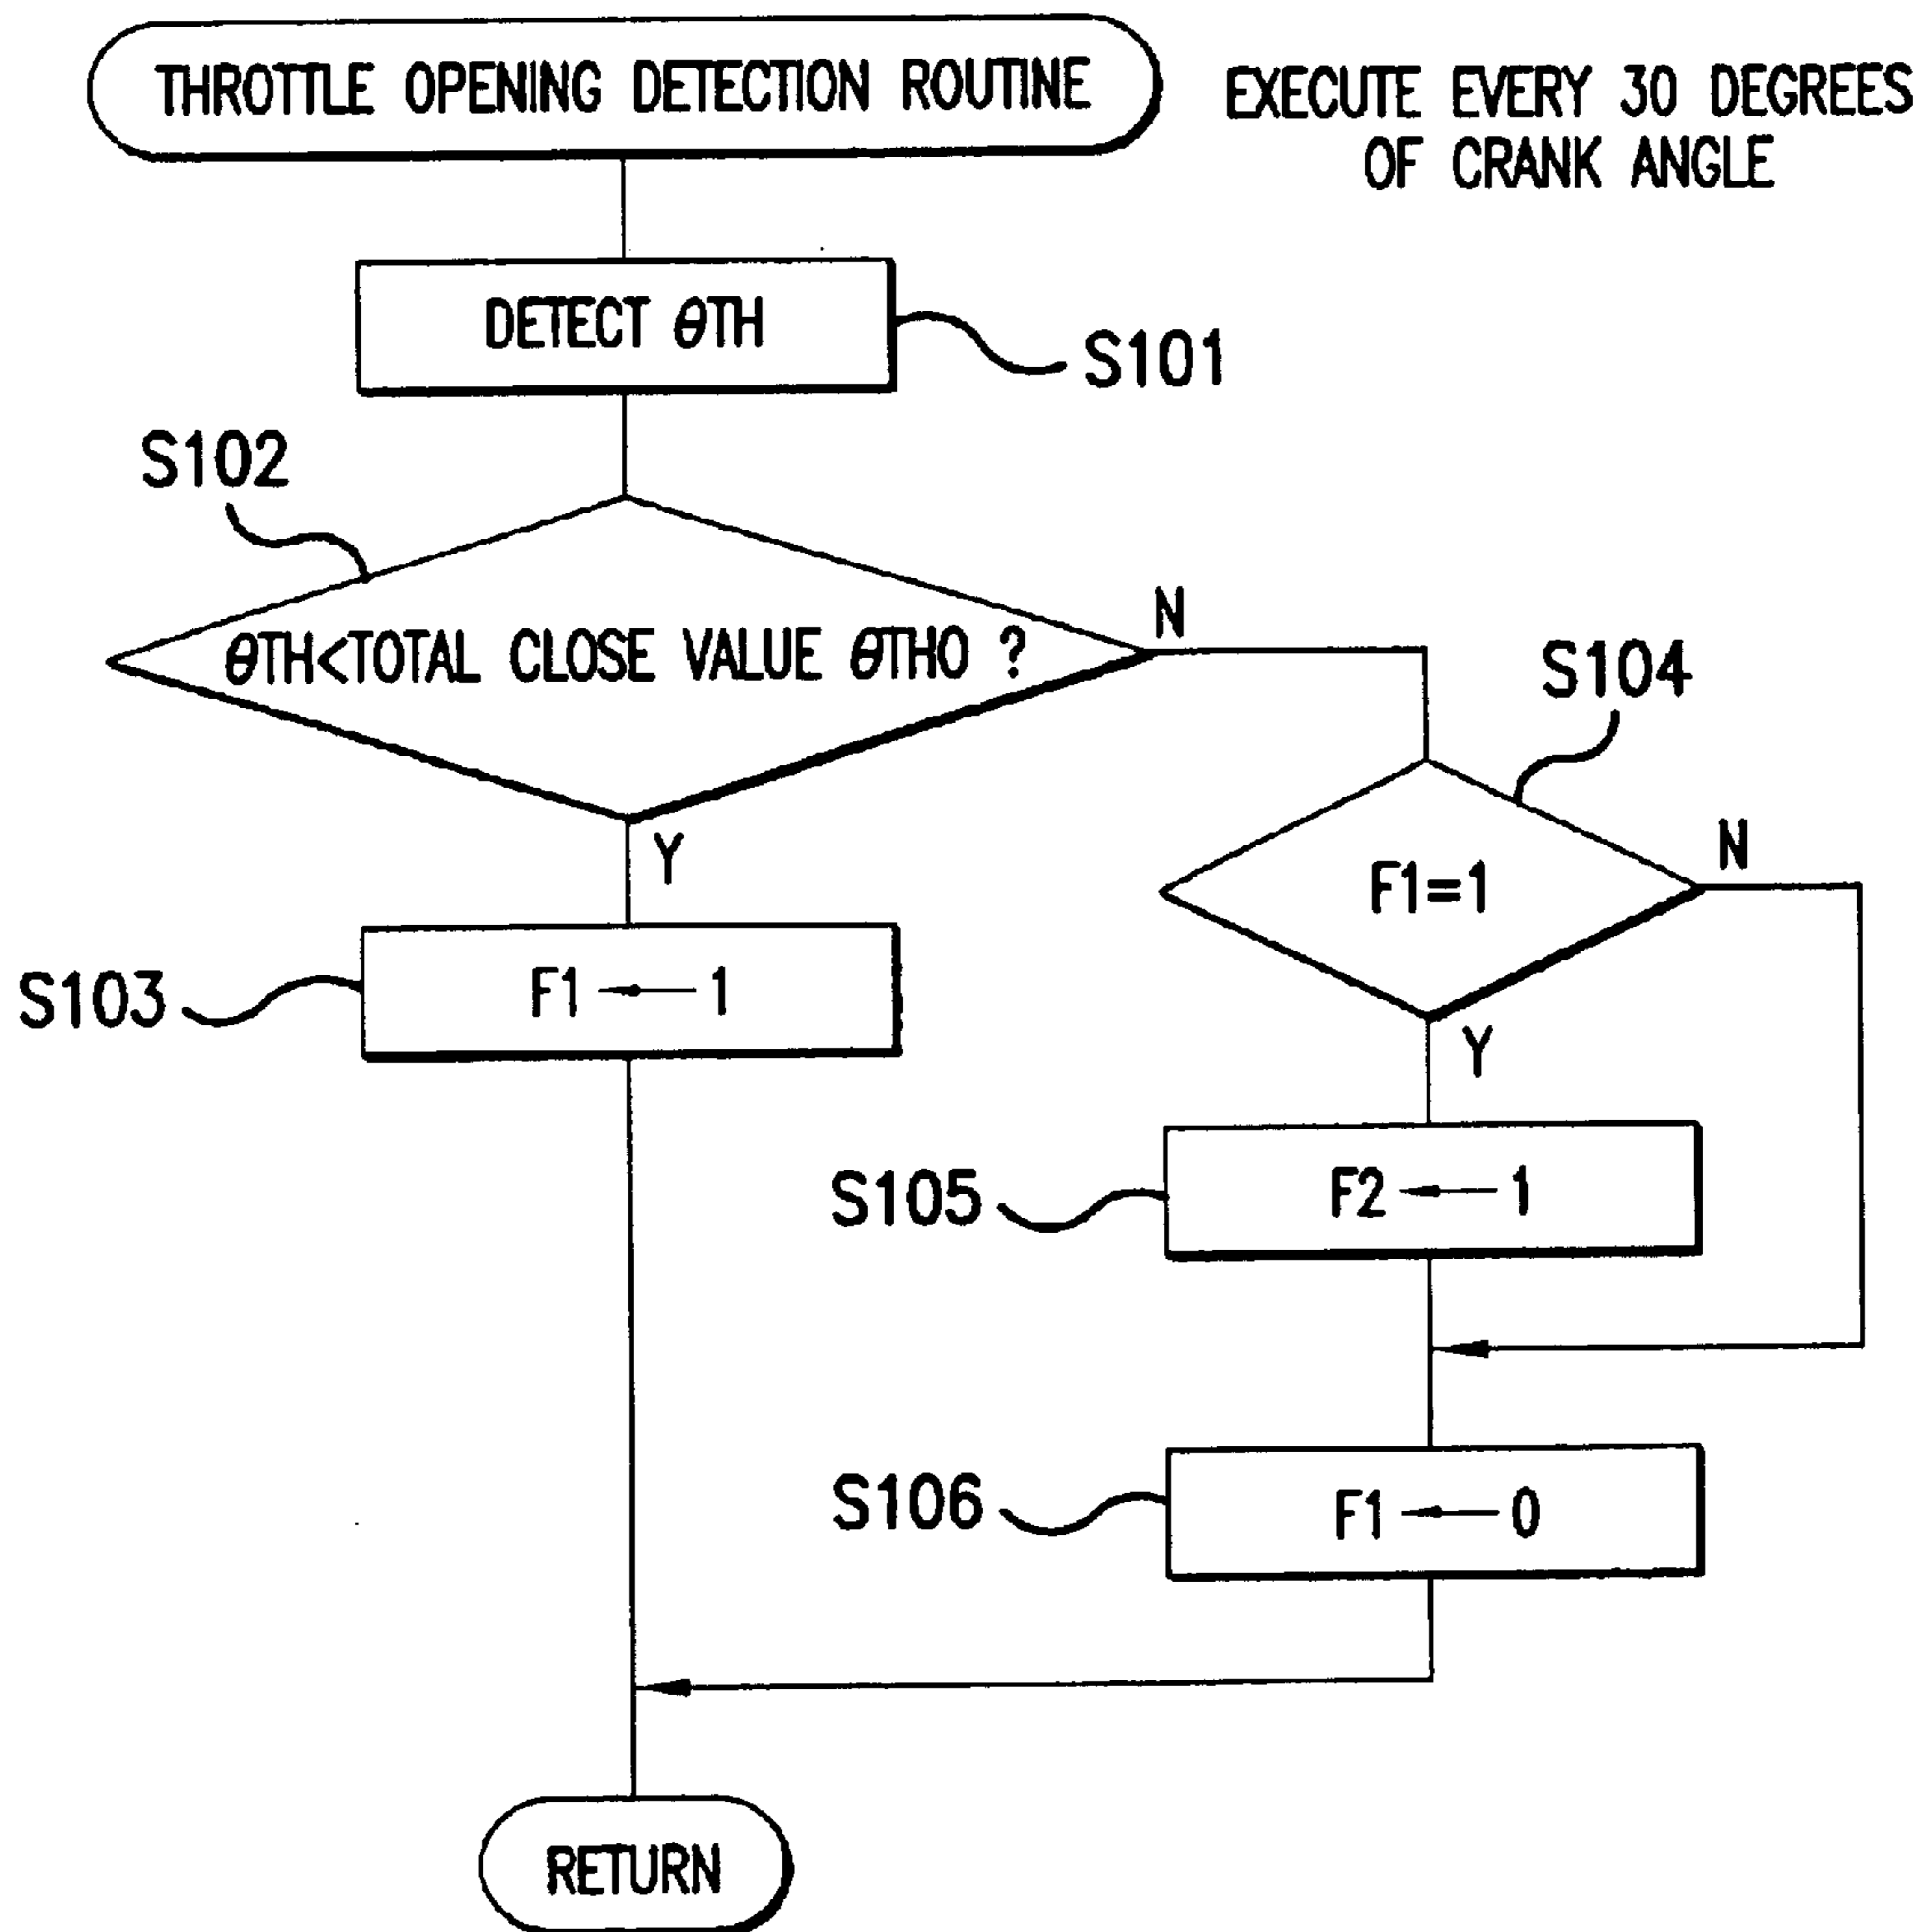 THROTTLE OPENING DETECTION ROUTINE
EXECUTE EVERY 30 DEGREES
OF CRANK ANGLE
DETECT θTH
S101
S102
θTH<TOTAL CLOSE VALUE θTHO ?
N
Y
S104
F1=1
N
Y
S103
F1 ← 1
S105
F2 ← 1
S106
F1 ← 0
RETURN